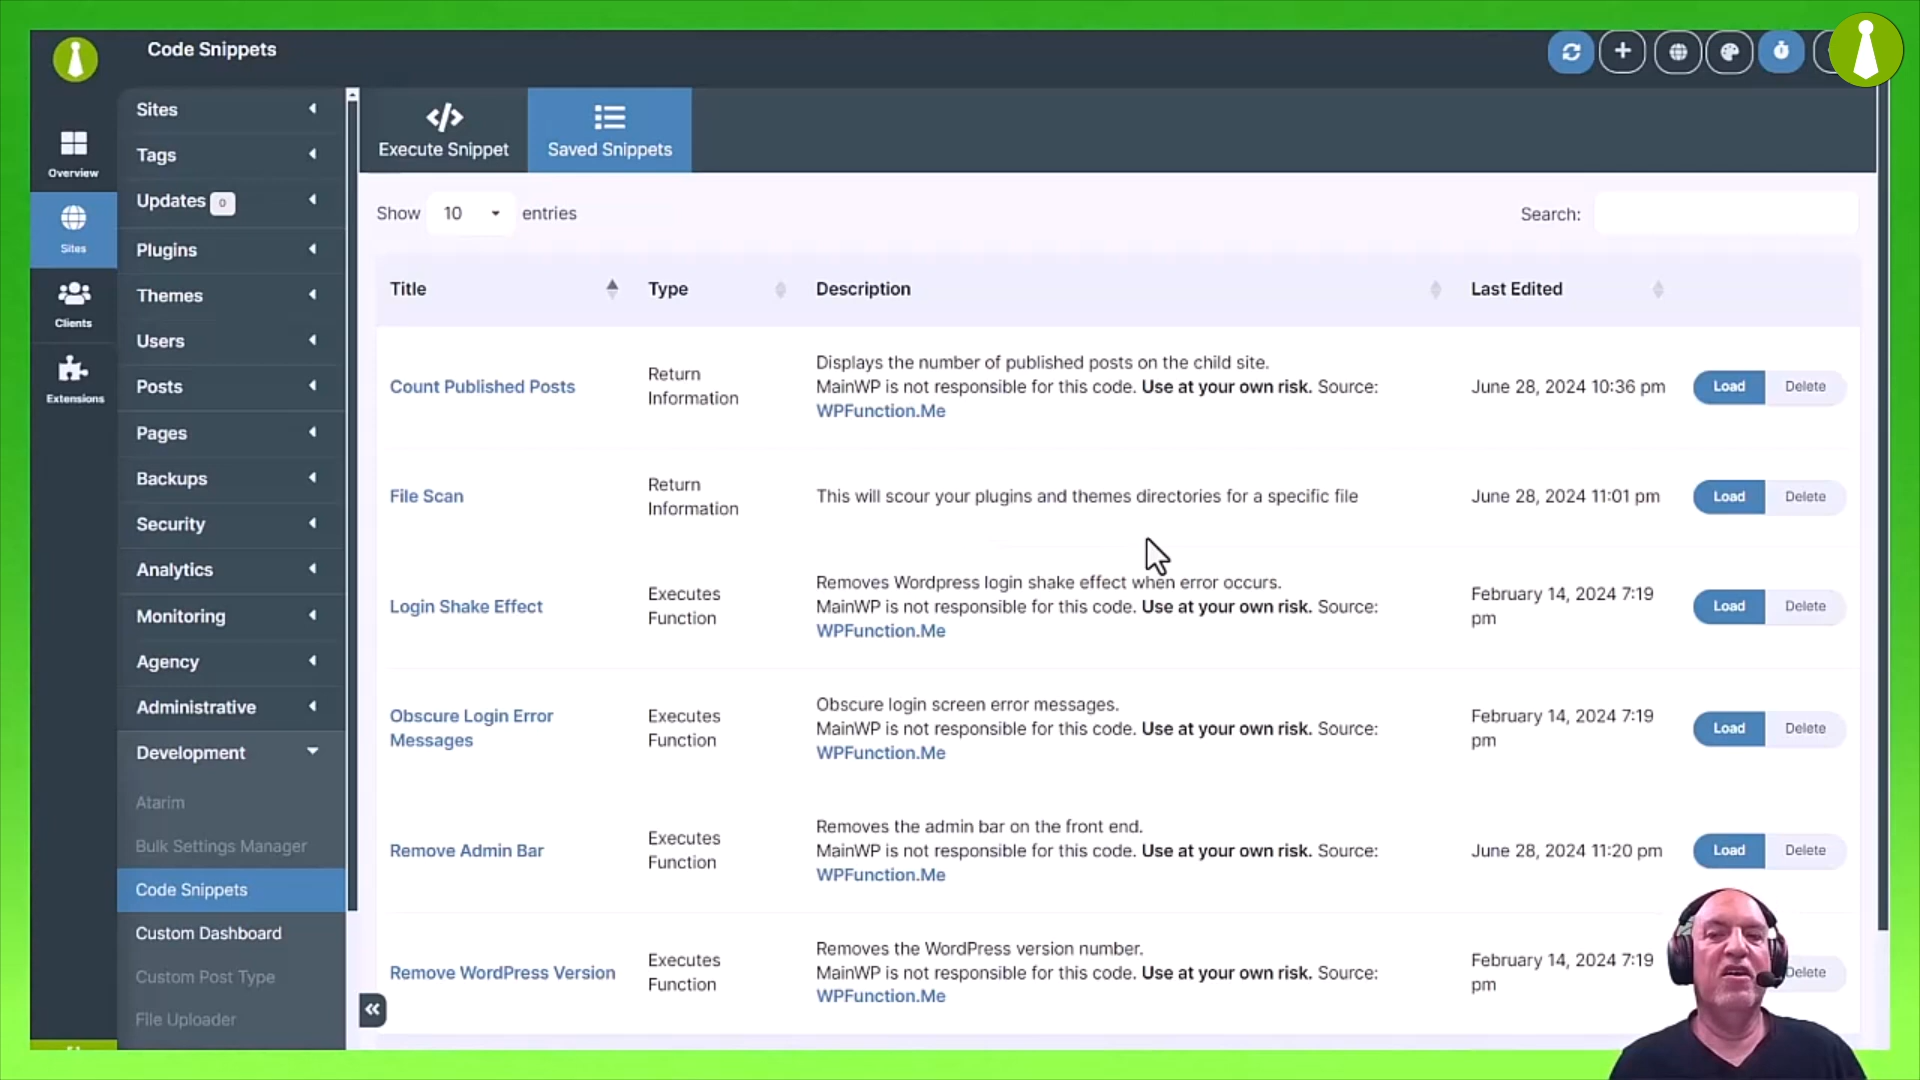 Code Snippets
Overview
Sites
Clients
Extensions
Sites
Tags
Updates 0
Plugins
Themes
Users
Posts
Pages
Backups
Security
Analytics
Monitoring
Agency
Administrative
Development
Atarim
Bulk Settings Manager
Code Snippets
Custom Dashboard
Custom Post Type
File Uploader
Execute Snippet
Saved Snippets
Show 10 entries
Search:
Title Type Description Last Edited
Count Published Posts
Return
Information
Displays the number of published posts on the child site.
MainWP is not responsible for this code. Use at your own risk. Source:
WPFunction.Me
June 28, 2024 10:36 pm
Load Delete
File Scan
Return
Information
This will scour your plugins and themes directories for a specific file
June 28, 2024 11:01 pm
Load Delete
Login Shake Effect
Executes
Function
Removes Wordpress login shake effect when error occurs.
MainWP is not responsible for this code. Use at your own risk. Source:
WPFunction.Me
February 14, 2024 7:19
pm
Load Delete
Obscure Login Error
Messages
Executes
Function
Obscure login screen error messages.
MainWP is not responsible for this code. Use at your own risk. Source:
WPFunction.Me
February 14, 2024 7:19
pm
Load Delete
Remove Admin Bar
Executes
Function
Removes the admin bar on the front end.
MainWP is not responsible for this code. Use at your own risk. Source:
WPFunction.Me
June 28, 2024 11:20 pm
Load Delete
Remove WordPress Version
Executes
Function
Removes the WordPress version number.
MainWP is not responsible for this code. Use at your own risk. Source:
WPFunction.Me
February 14, 2024 7:19
pm
Delete